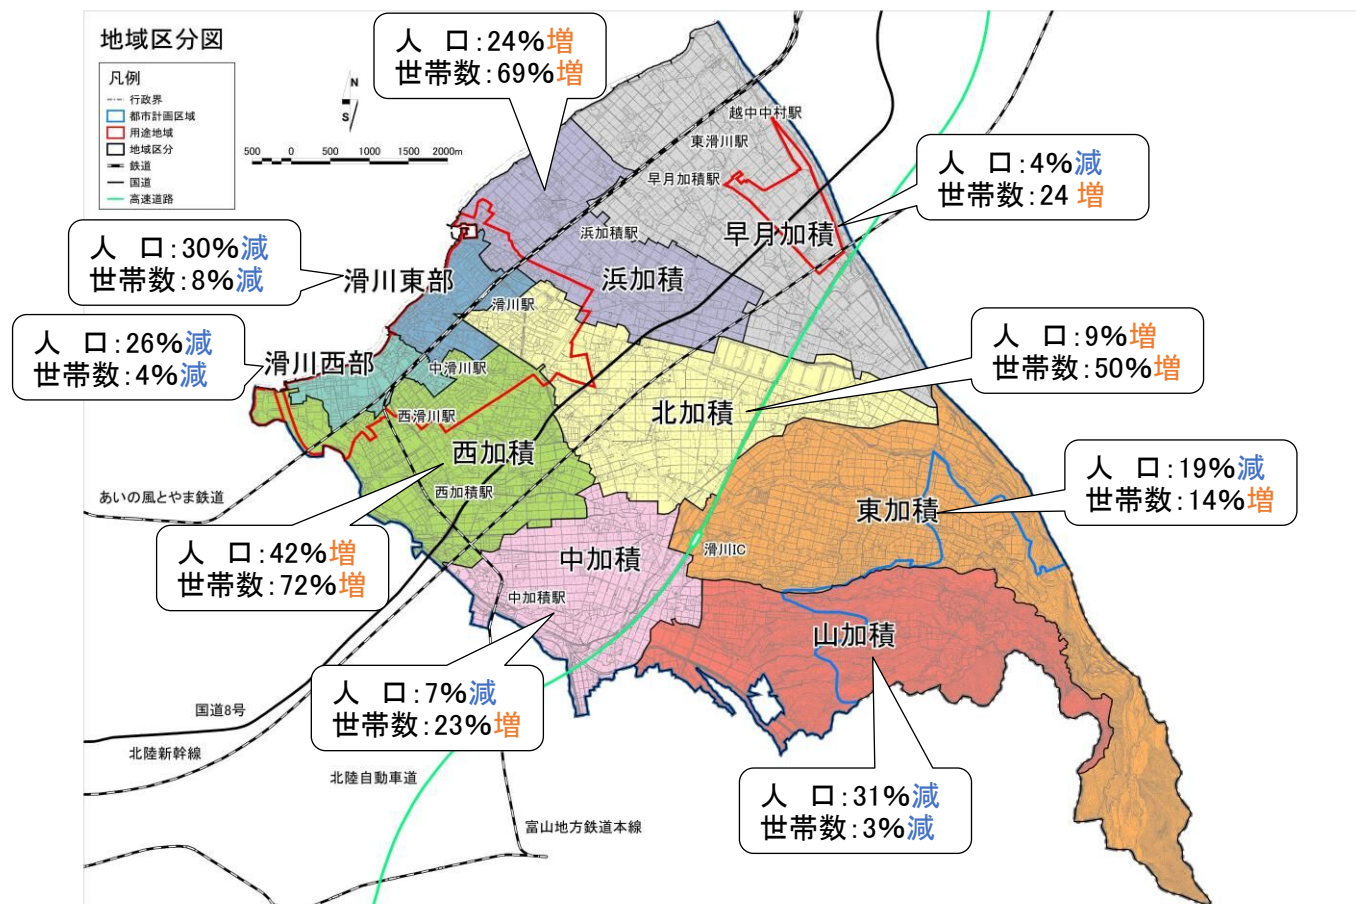 地域区分図
凡例
行政界
都市計画区域
用途地域
地域区分
鉄道
国道
高速道路
N
S
500 0 500 1000 1500 2000m
人 口:24%増
世帯数:69%増
越中中村駅
東滑川駅
早月加積駅
人 口:4%減
世帯数:24 増
早月加積
浜加積駅
浜加積
人 口:30%減
世帯数:8%減
滑川東部
滑川駅
人 口:26%減
世帯数:4%減
滑川西部
中滑川駅
人 口:9%増
世帯数:50%増
北加積
西滑川駅
西加積
西加積駅
あいの風とやま鉄道
人 口:19%減
世帯数:14%増
東加積
人 口:42%増
世帯数:72%増
滑川IC
中加積
中加積駅
山加積
人 口:7%減
世帯数:23%増
国道8号
北陸新幹線
北陸自動車道
人 口:31%減
世帯数:3%減
富山地方鉄道本線